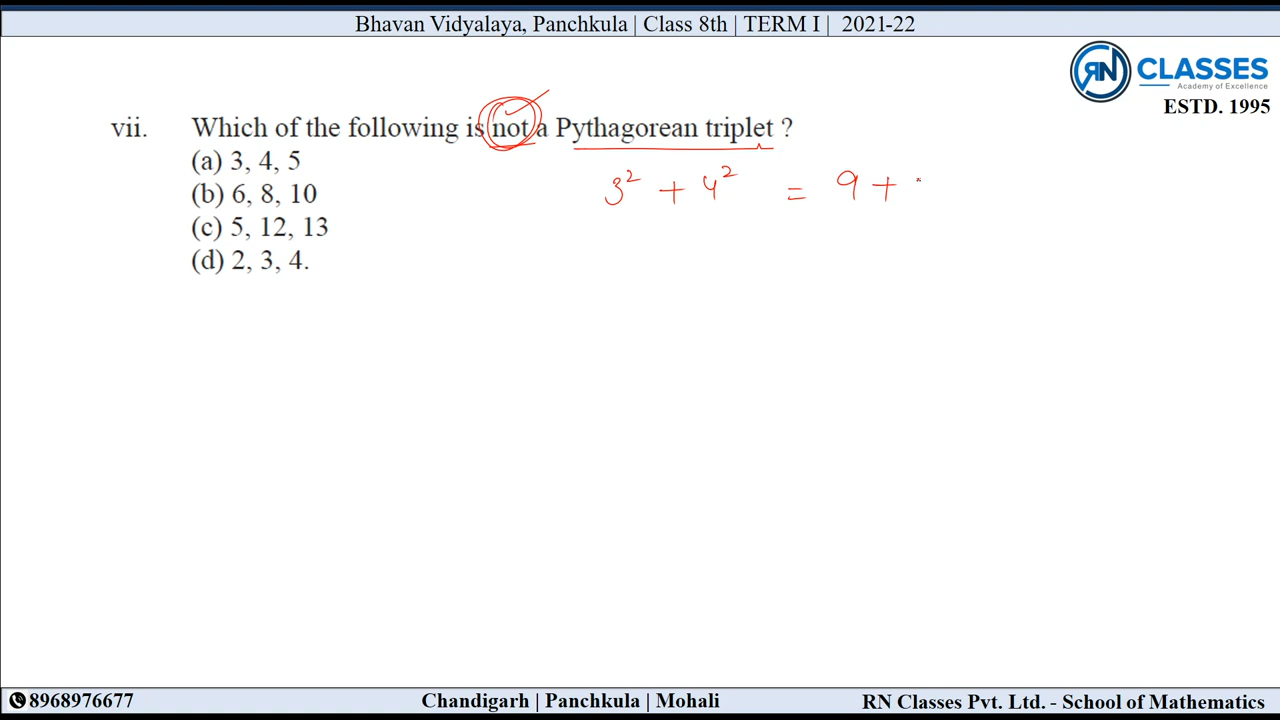 Bhavan Vidyalaya, Panchkula | Class 8th | TERM I | 2021-22
RN CLASSES
Academy of Excellence
ESTD. 1995
vii. Which of the following is not a Pythagorean triplet ?
(a) 3, 4, 5
(b) 6, 8, 10
(c) 5, 12, 13
(d) 2, 3, 4.
3² + 4² = 9 +
8968976677
Chandigarh | Panchkula | Mohali
RN Classes Pvt. Ltd. - School of Mathematics